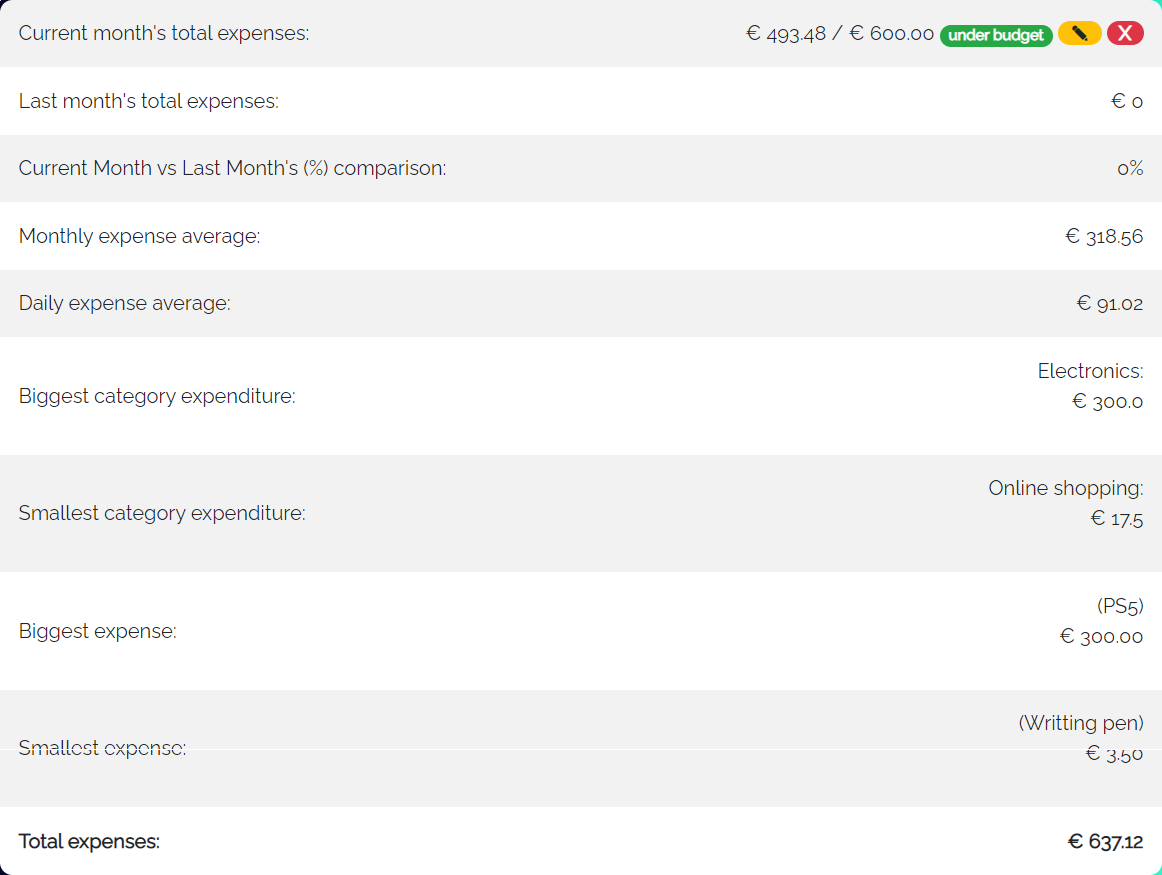 Current month's total expenses: € 493.48 / € 600.00 under budget X
Last month's total expenses: € 0
Current Month vs Last Month's (%) comparison: 0%
Monthly expense average: € 318.56
Daily expense average: € 91.02
Biggest category expenditure: Electronics:
€ 300.0
Smallest category expenditure: Online shopping:
€ 17.5
Biggest expense: (PS5)
€ 300.00
Smallest expense: (Writting pen)
€ 3.50
Total expenses: € 637.12